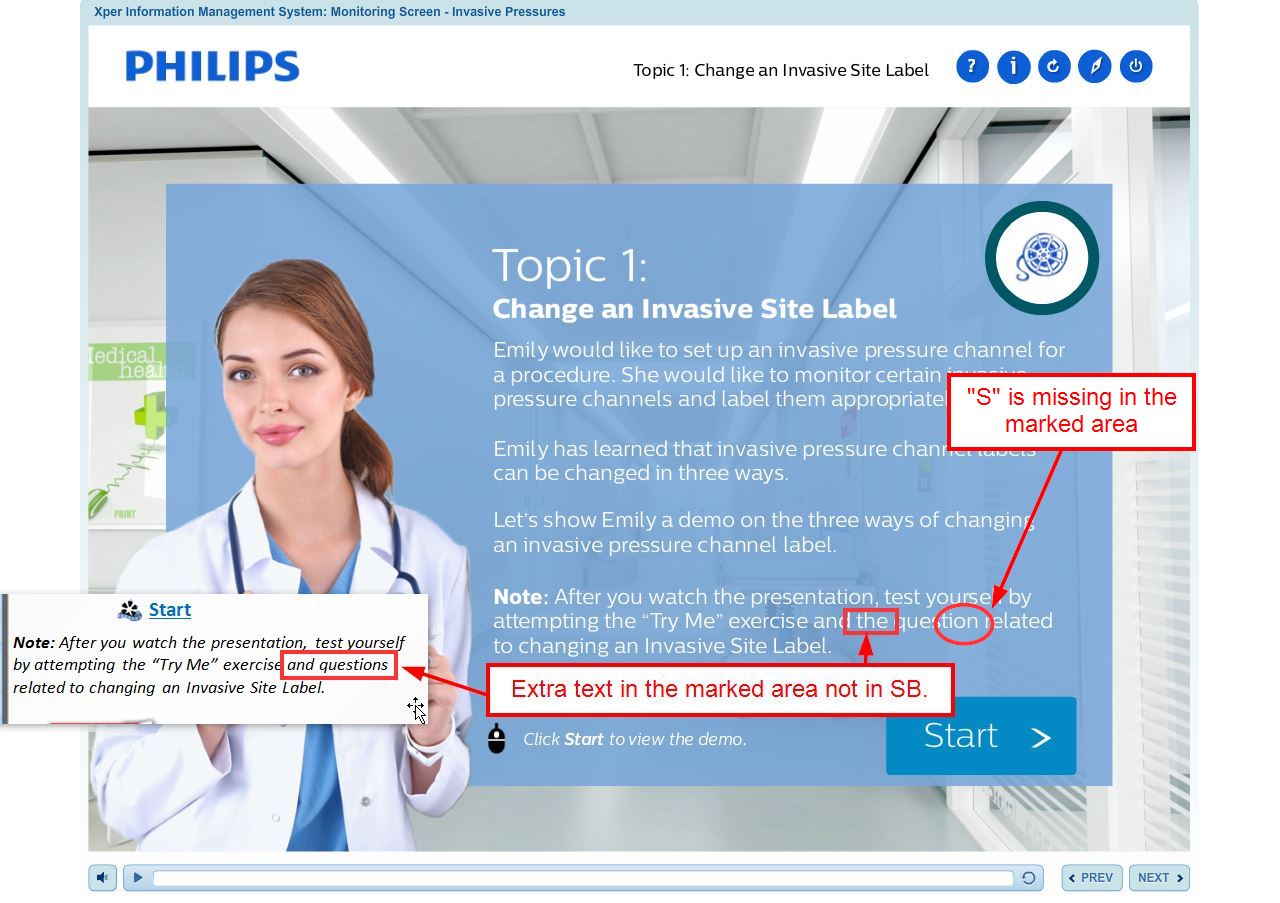 Xper Information Management System: Monitoring Screen - Invasive Pressures
PHILIPS
Topic 1: Change an Invasive Site Label
? i
Topic 1:
Change an Invasive Site Label
Emily would like to set up an invasive pressure channel for
a procedure. She would like to monitor certain invasive
pressure channels and label them appropriatel
"S" is missing in the
marked area
Emily has learned that invasive pressure channel labels
can be changed in three ways.
Let's show Emily a demo on the three ways of changing
an invasive pressure channel label.
Note: After you watch the presentation, test yourself by
attempting the “Try Me” exercise and the question related
to changing an Invasive Site Label.
Extra text in the marked area not in SB.
Click Start to view the demo.
Start >
Medical
health
PRINT
Start
Note: After you watch the presentation, test yourself
by attempting the “Try Me” exercise and questions
related to changing an Invasive Site Label.
PREV
NEXT